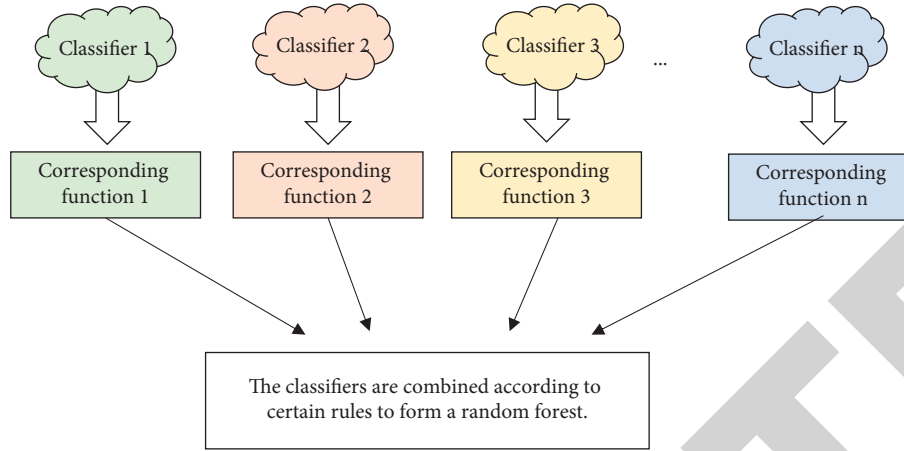 Classifier 1
Classifier 2
Classifier 3
...
Classifier n
Corresponding
function 1
Corresponding
function 2
Corresponding
function 3
Corresponding
function n
The classifiers are combined according to
certain rules to form a random forest.